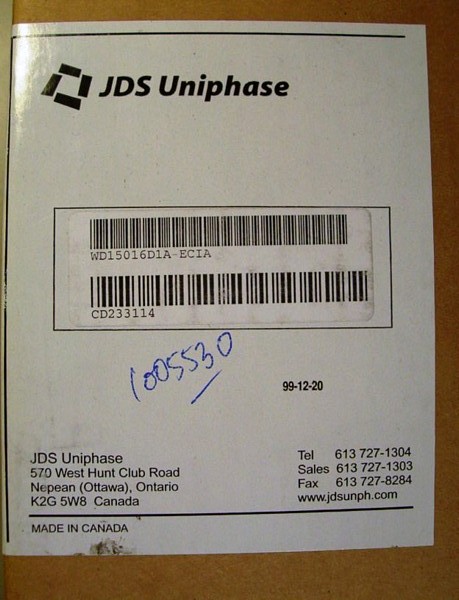 JDS Uniphase
WD15016D1A-ECIA
CD233114
1005530
99-12-20
JDS Uniphase
570 West Hunt Club Road
Nepean (Ottawa), Ontario
K2G 5W8 Canada
Tel 613 727-1304
Sales 613 727-1303
Fax 613 727-8284
www.jdsunph.com
MADE IN CANADA